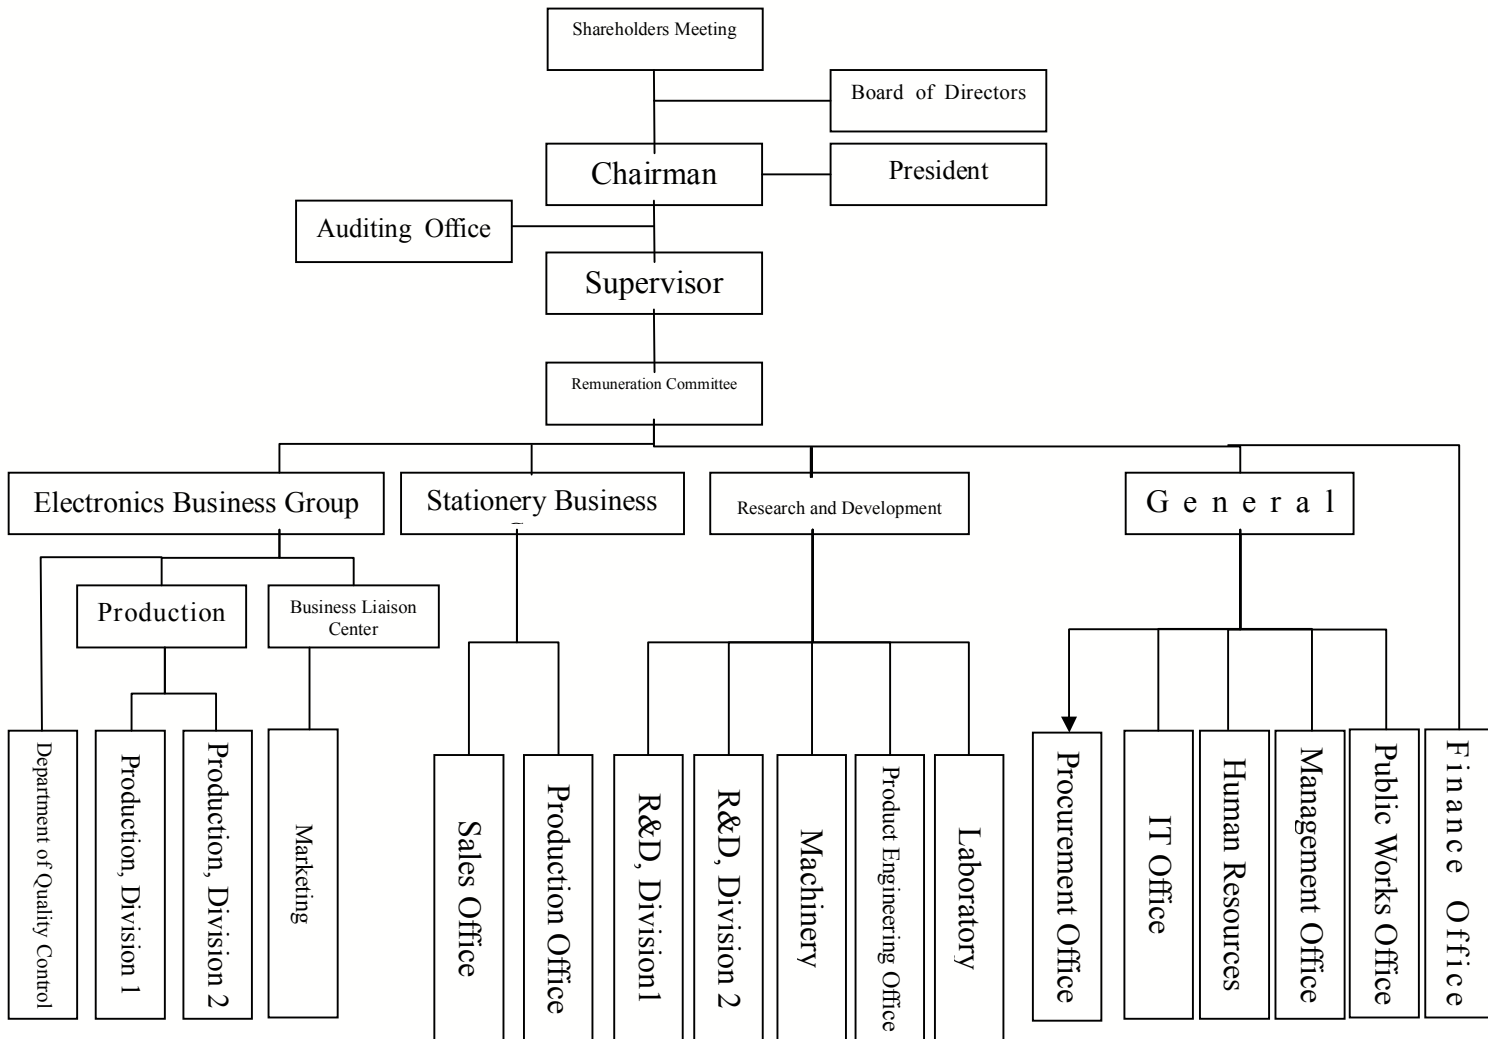 Shareholders Meeting
Board of Directors
Chairman
President
Auditing Office
Supervisor
Remuneration Committee
Electronics Business Group
Stationery Business
Research and Development
General
Production
Business Liaison
Center
Department of Quality Control
Production, Division 1
Production, Division 2
Marketing
Sales Office
Production Office
R&D, Division1
R&D, Division 2
Machinery
Product Engineering Office
Laboratory
Procurement Office
IT Office
Human Resources
Management Office
Public Works Office
Finance Office